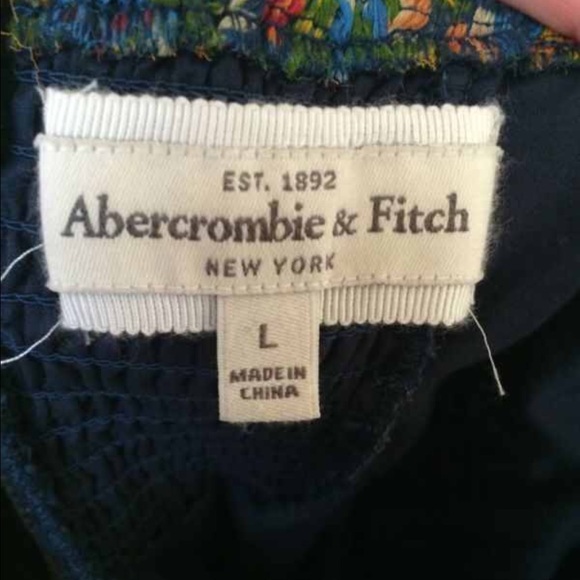 EST. 1892
Abercrombie & Fitch
NEW YORK
L
MADE IN
CHINA